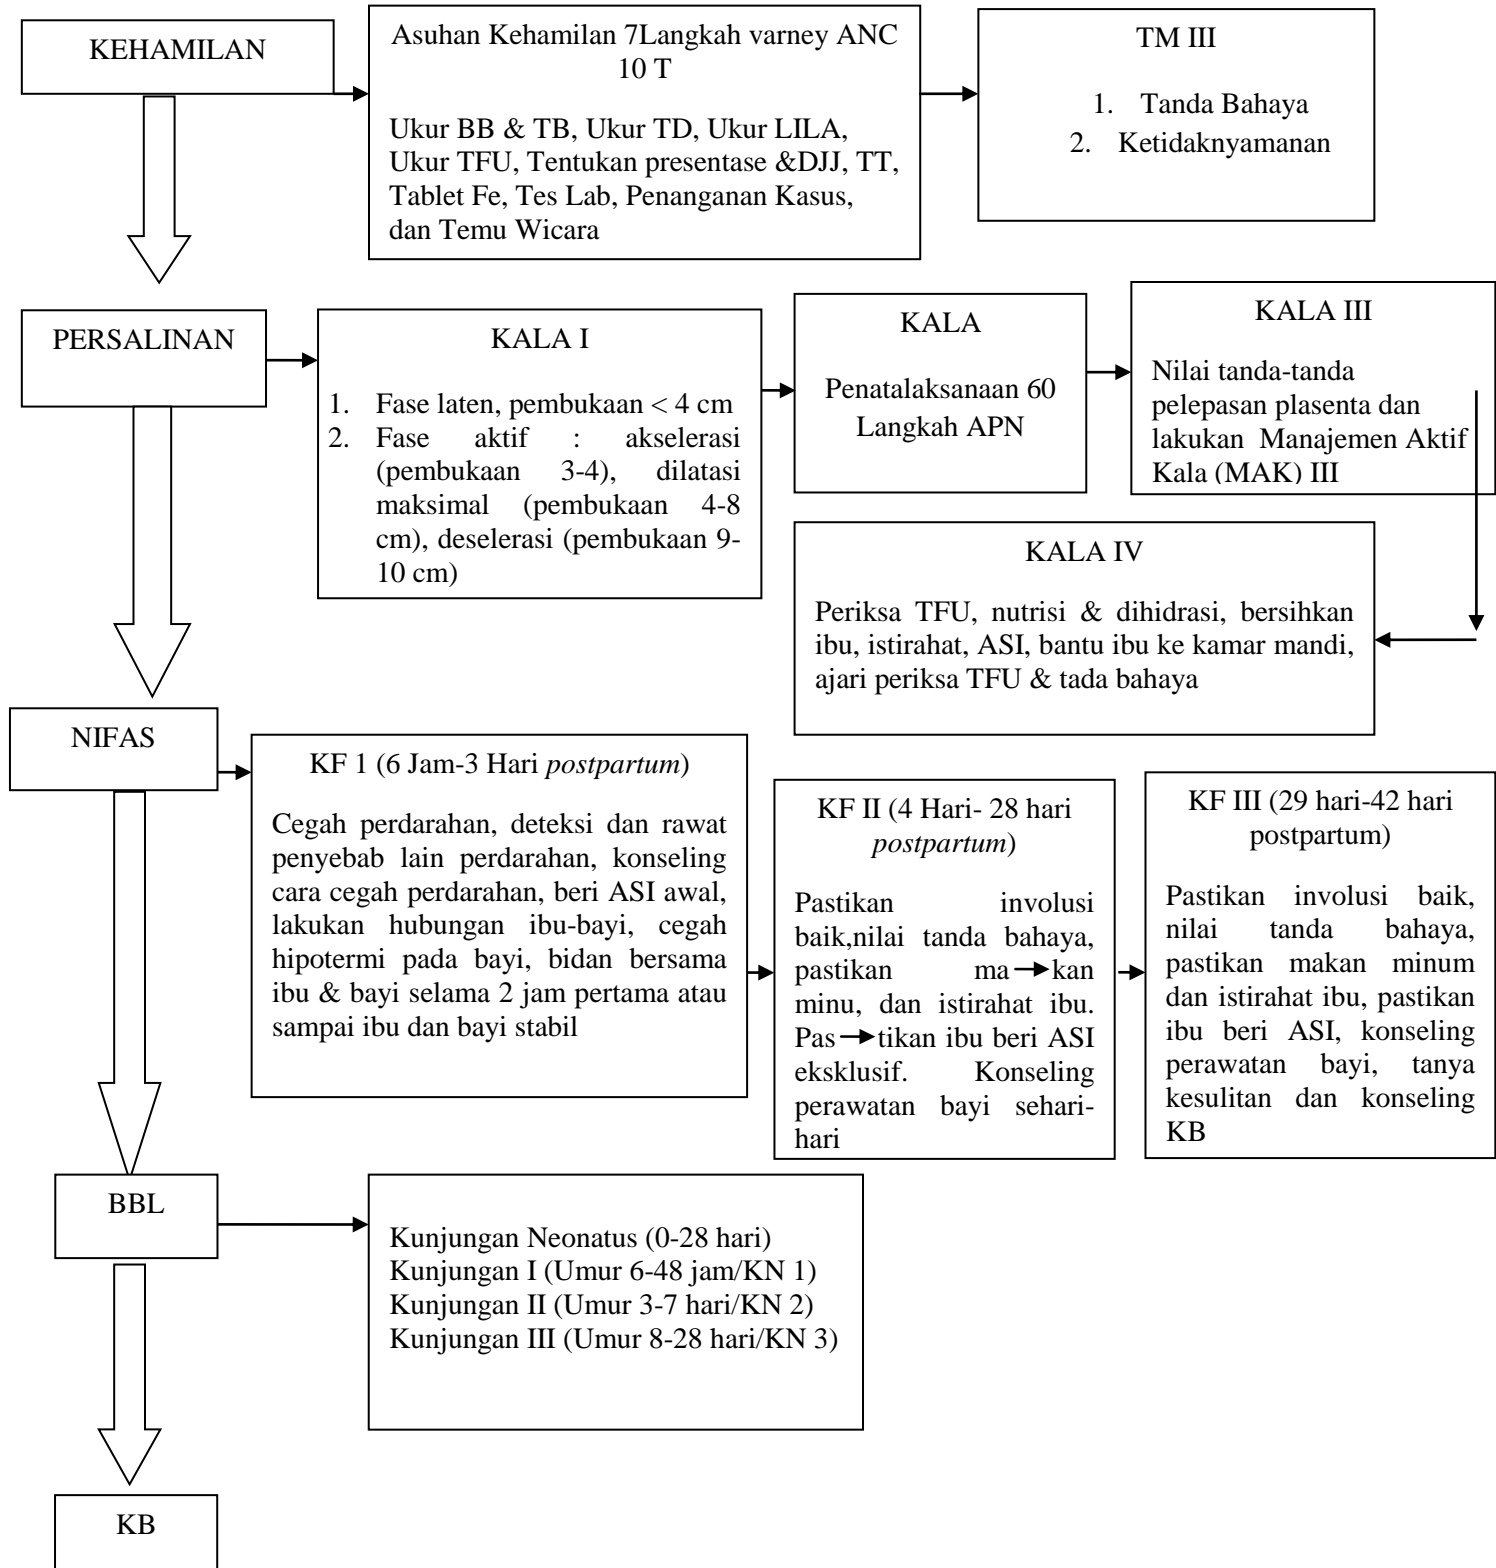 KEHAMILAN
Asuhan Kehamilan 7Langkah varney ANC
10 T
Ukur BB & TB, Ukur TD, Ukur LILA,
Ukur TFU, Tentukan presentase &DJJ, TT,
Tablet Fe, Tes Lab, Penanganan Kasus,
dan Temu Wicara
TM III
1. Tanda Bahaya
2. Ketidaknyamanan
PERSALINAN
KALA I
1. Fase laten, pembukaan < 4 cm
2. Fase aktif : akselerasi
(pembukaan 3-4), dilatasi
maksimal (pembukaan 4-8
cm), deselerasi (pembukaan 9-
10 cm)
KALA
Penatalaksanaan 60
Langkah APN
KALA III
Nilai tanda-tanda
pelepasan plasenta dan
lakukan Manajemen Aktif
Kala (MAK) III
KALA IV
Periksa TFU, nutrisi & dihidrasi, bersihkan
ibu, istirahat, ASI, bantu ibu ke kamar mandi,
ajari periksa TFU & tada bahaya
NIFAS
KF 1 (6 Jam-3 Hari postpartum)
Cegah perdarahan, deteksi dan rawat
penyebab lain perdarahan, konseling
cara cegah perdarahan, beri ASI awal,
lakukan hubungan ibu-bayi, cegah
hipotermi pada bayi, bidan bersama
ibu & bayi selama 2 jam pertama atau
sampai ibu dan bayi stabil
KF II (4 Hari- 28 hari
postpartum)
Pastikan involusi
baik,nilai tanda bahaya,
pastikan makan
minu, dan istirahat ibu.
Pastikan ibu beri ASI
eksklusif. Konseling
perawatan bayi sehari-
hari
KF III (29 hari-42 hari
postpartum)
Pastikan involusi baik,
nilai tanda bahaya,
pastikan makan minum
dan istirahat ibu, pastikan
ibu beri ASI, konseling
perawatan bayi, tanya
kesulitan dan konseling
KB
BBL
Kunjungan Neonatus (0-28 hari)
Kunjungan I (Umur 6-48 jam/KN 1)
Kunjungan II (Umur 3-7 hari/KN 2)
Kunjungan III (Umur 8-28 hari/KN 3)
KB